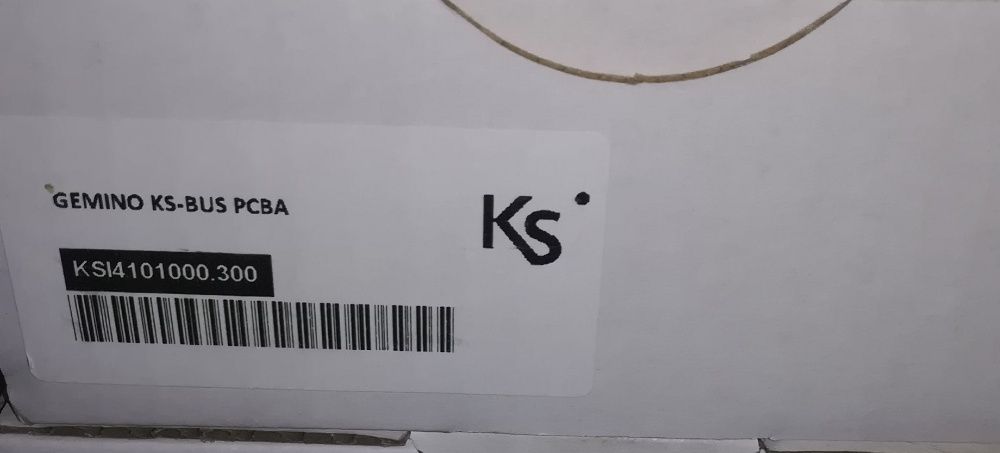 GEMINO KS-BUS PCBA
KS
KSI4101000.300